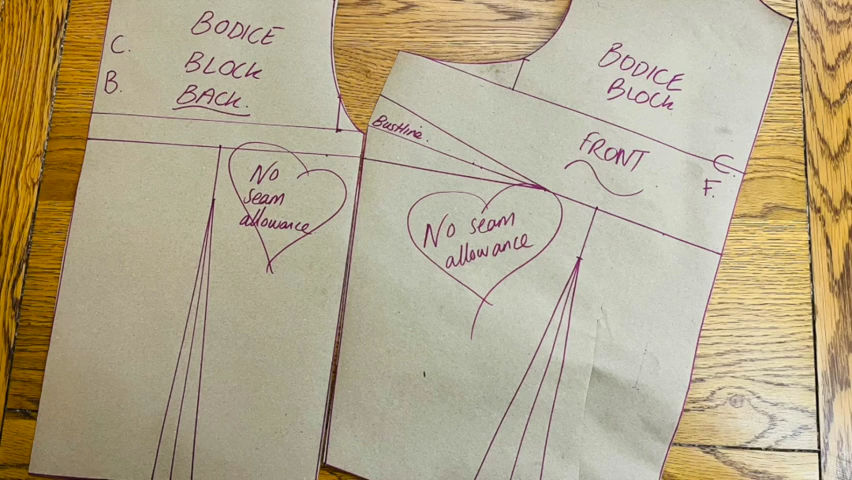 BODICE
BLOCK
BACK.
C.
B.
No
seam
allowance
BODICE
BLOCK
FRONT
C.
F.
Bustline.
No seam
allowance